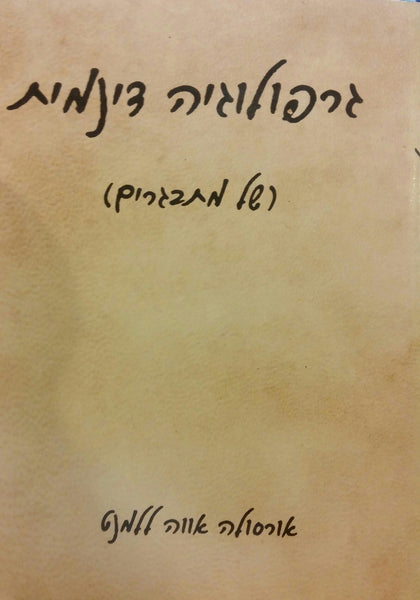 גרפולוגיה דינמית
(של מתבגרים)
אורסולה אווה ללמנט